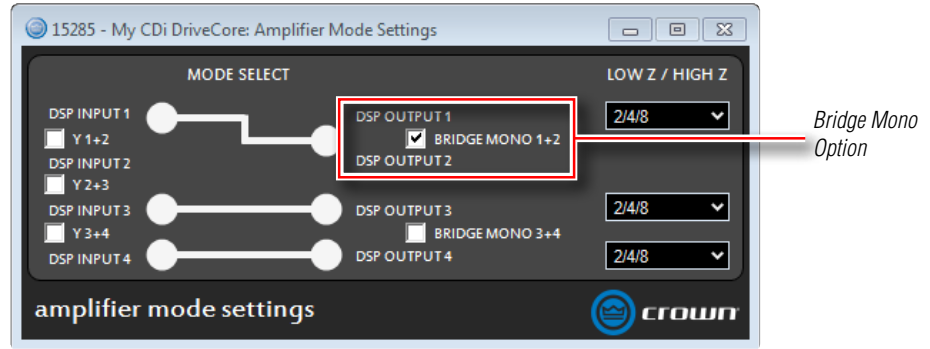 15285 - My CDi DriveCore: Amplifier Mode Settings
MODE SELECT
LOW Z / HIGH Z
DSP INPUT 1
DSP OUTPUT 1
2/4/8
Y 1+2
BRIDGE MONO 1+2
DSP INPUT 2
DSP OUTPUT 2
Bridge Mono
Option
Y 2+3
DSP INPUT 3
DSP OUTPUT 3
2/4/8
Y 3+4
BRIDGE MONO 3+4
DSP INPUT 4
DSP OUTPUT 4
2/4/8
amplifier mode settings
crown